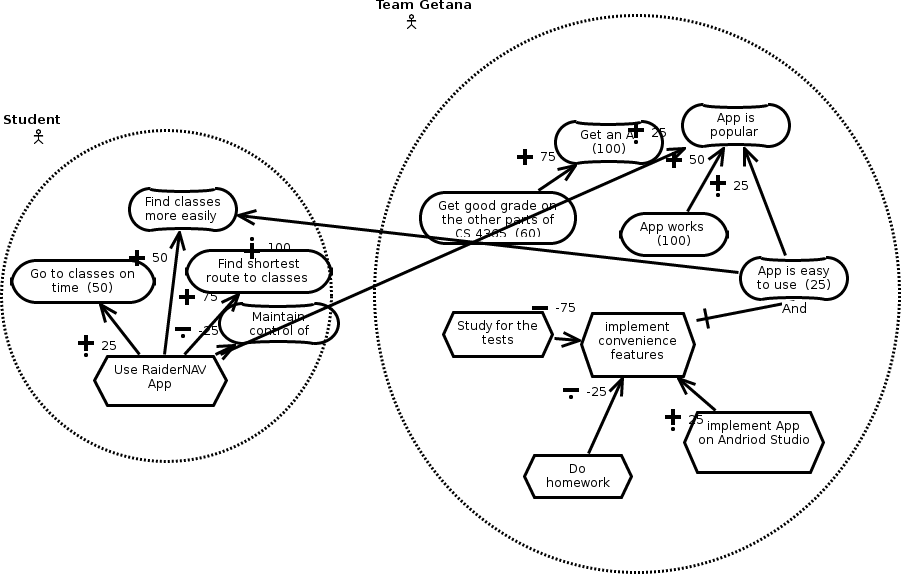 Team Getana
Student
App is
popular
25
Get an A
(100)
75
50
25
Find classes
more easily
Get good grade on
the other parts of
CS 4365 (60)
App works
(100)
50
100
Go to classes on
time (50)
Find shortest
route to classes
App is easy
to use (25)
And
75
-25
Maintain
control of
-75
Study for the
tests
implement
convenience
features
25
Use RaiderNAV
App
-25
25
implement App
on Andriod Studio
Do
homework